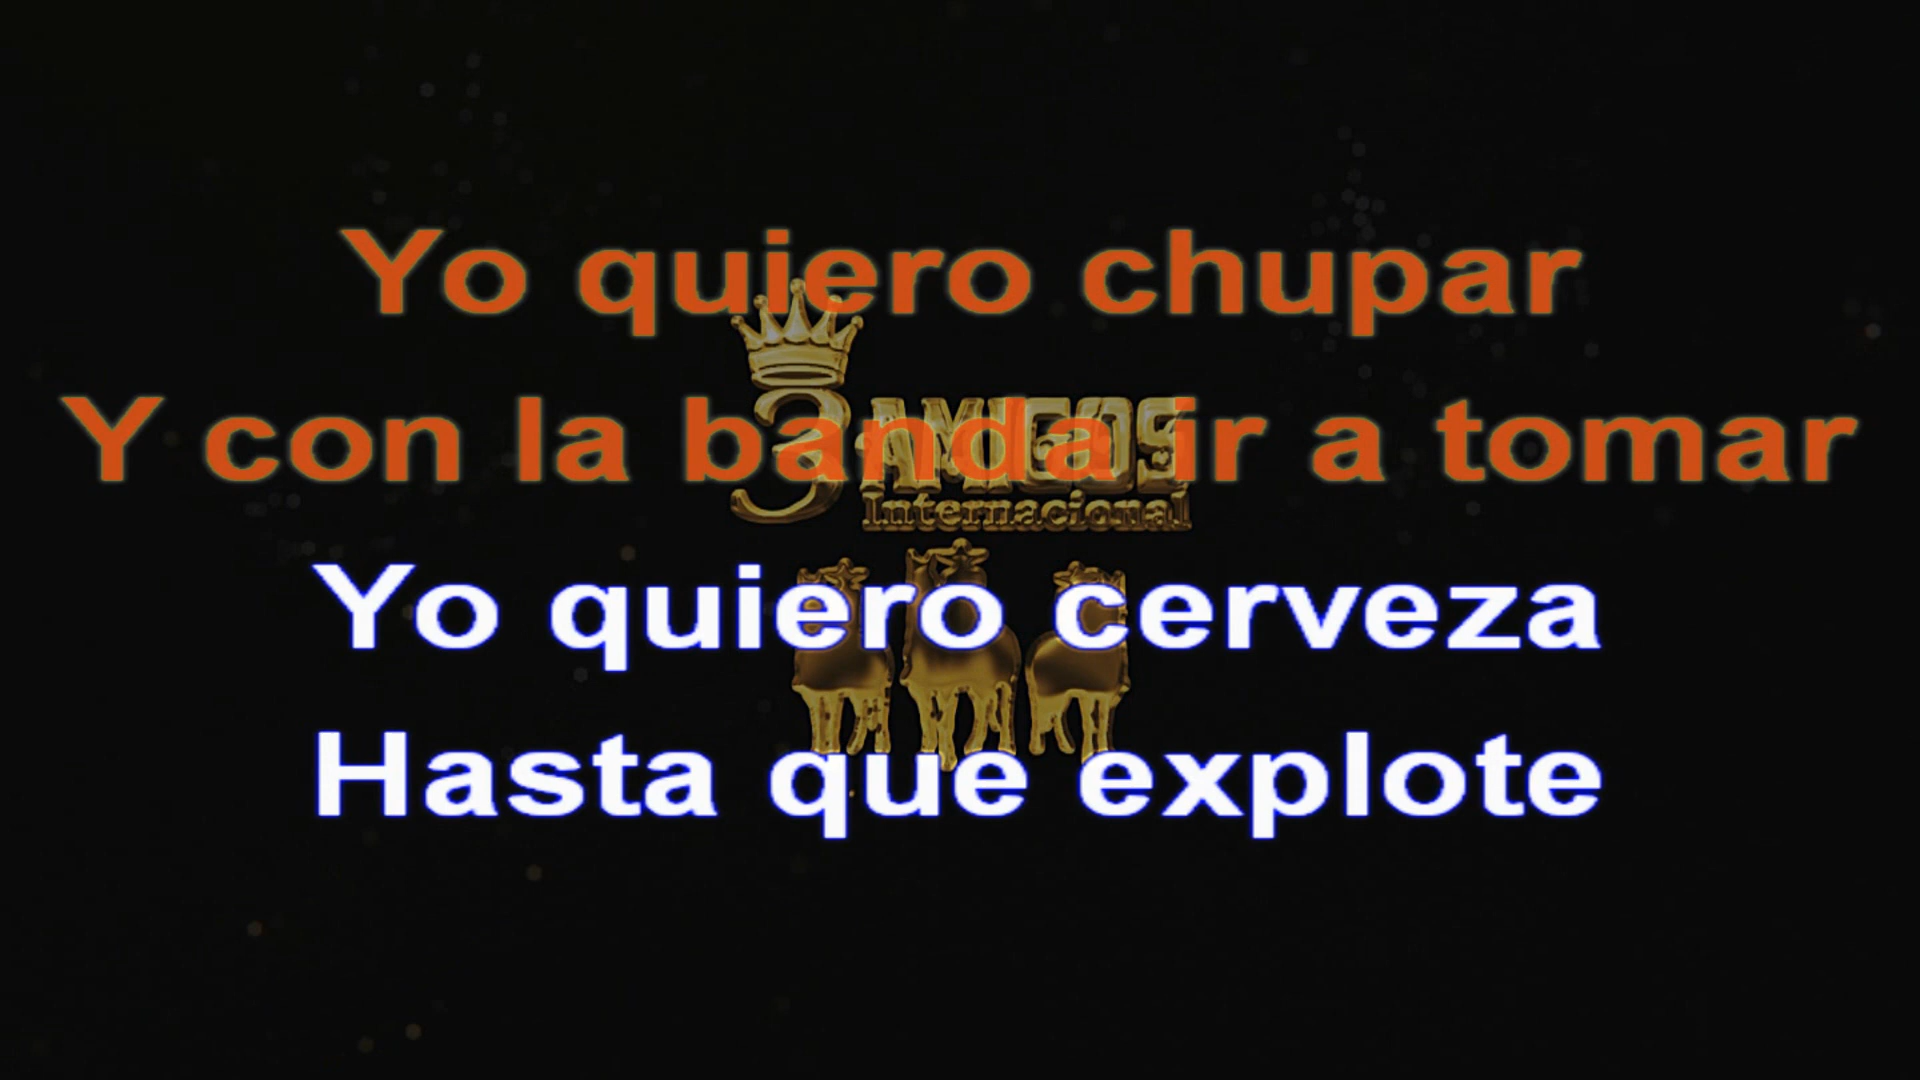 Yo quiero chupar
Y con la banda ir a tomar
Yo quiero cerveza
Hasta que explote
3 AMIGOS
Internacional